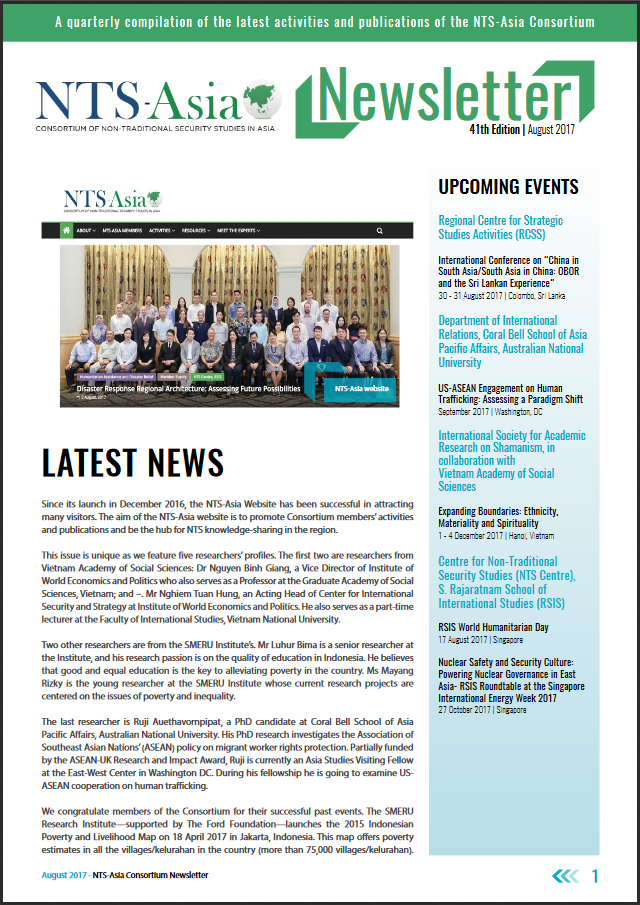 A quarterly compilation of the latest activities and publications of the NTS-Asia Consortium
NTS-Asia
CONSORTIUM OF NON-TRADITIONAL SECURITY STUDIES IN ASIA
Newsletter
41th Edition | August 2017
NTS-Asia
CONSORTIUM OF NON-TRADITIONAL SECURITY STUDIES IN ASIA
ABOUT
NTS-ASIA MEMBERS
ACTIVITIES
RESOURCES
MEET THE EXPERTS
Humanitarian Assistance and Disaster Relief
Member Events
NTS Centre, RSIS
Disaster Response Regional Architecture: Assessing Future Possibilities
2 August, 2017
NTS-Asia website
LATEST NEWS
Since its launch in December 2016, the NTS-Asia Website has been successful in attracting
many visitors. The aim of the NTS-Asia website is to promote Consortium members' activities
and publications and be the hub for NTS knowledge-sharing in the region.
This issue is unique as we feature five researchers' profiles. The first two are researchers from
Vietnam Academy of Social Sciences: Dr Nguyen Binh Giang, a Vice Director of Institute of
World Economics and Politics who also serves as a Professor at the Graduate Academy of Social
Sciences, Vietnam; and –. Mr Nghiem Tuan Hung, an Acting Head of Center for International
Security and Strategy at Institute of World Economics and Politics. He also serves as a part-time
lecturer at the Faculty of International Studies, Vietnam National University.
Two other researchers are from the SMERU Institute's. Mr Luhur Bima is a senior researcher at
the Institute, and his research passion is on the quality of education in Indonesia. He believes
that good and equal education is the key to alleviating poverty in the country. Ms Mayang
Rizky is the young researcher at the SMERU Institute whose current research projects are
centered on the issues of poverty and inequality.
The last researcher is Ruji Auethavornpipat, a PhD candidate at Coral Bell School of Asia
Pacific Affairs, Australian National University. His PhD research investigates the Association of
Southeast Asian Nations' (ASEAN) policy on migrant worker rights protection. Partially funded
by the ASEAN-UK Research and Impact Award, Ruji is currently an Asia Studies Visiting Fellow
at the East-West Center in Washington DC. During his fellowship he is going to examine US-
ASEAN cooperation on human trafficking.
We congratulate members of the Consortium for their successful past events. The SMERU
Research Institute—supported by The Ford Foundation—launches the 2015 Indonesian
Poverty and Livelihood Map on 18 April 2017 in Jakarta, Indonesia. This map offers poverty
estimates in all the villages/kelurahan in the country (more than 75,000 villages/kelurahan).
UPCOMING EVENTS
Regional Centre for Strategic
Studies Activities (RCSS)
International Conference on "China in
South Asia/South Asia in China: OBOR
and the Sri Lankan Experience"
30 - 31 August 2017 | Colombo, Sri Lanka
Department of International
Relations, Coral Bell School of Asia
Pacific Affairs, Australian National
University
US-ASEAN Engagement on Human
Trafficking: Assessing a Paradigm Shift
September 2017 | Washington, DC
International Society for Academic
Research on Shamanism, in
collaboration with
Vietnam Academy of Social
Sciences
Expanding Boundaries: Ethnicity,
Materiality and Spirituality
1 - 4 December 2017 | Hanoi, Vietnam
Centre for Non-Traditional
Security Studies (NTS Centre),
S. Rajaratnam School of
International Studies (RSIS)
RSIS World Humanitarian Day
17 August 2017 | Singapore
Nuclear Safety and Security Culture:
Powering Nuclear Governance in East
Asia- RSIS Roundtable at the Singapore
International Energy Week 2017
27 October 2017 | Singapore
August 2017 - NTS-Asia Consortium Newsletter
1